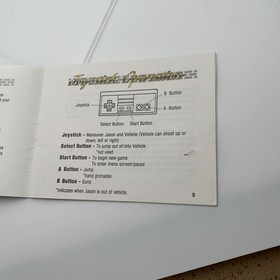 Joystick Operation
B Button
Joystick
A Button
Select Button
Start Button
Joystick - Maneuver Jason and Vehicle (Vehicle can shoot up or
down, left or right)
Select Button - To jump out of/into Vehicle
*not used
Start Button - To begin new game
To enter menu screen/pause
A Button - Jump
*hand grenades
B Button - Guns
*indicates when Jason is out of vehicle.
9